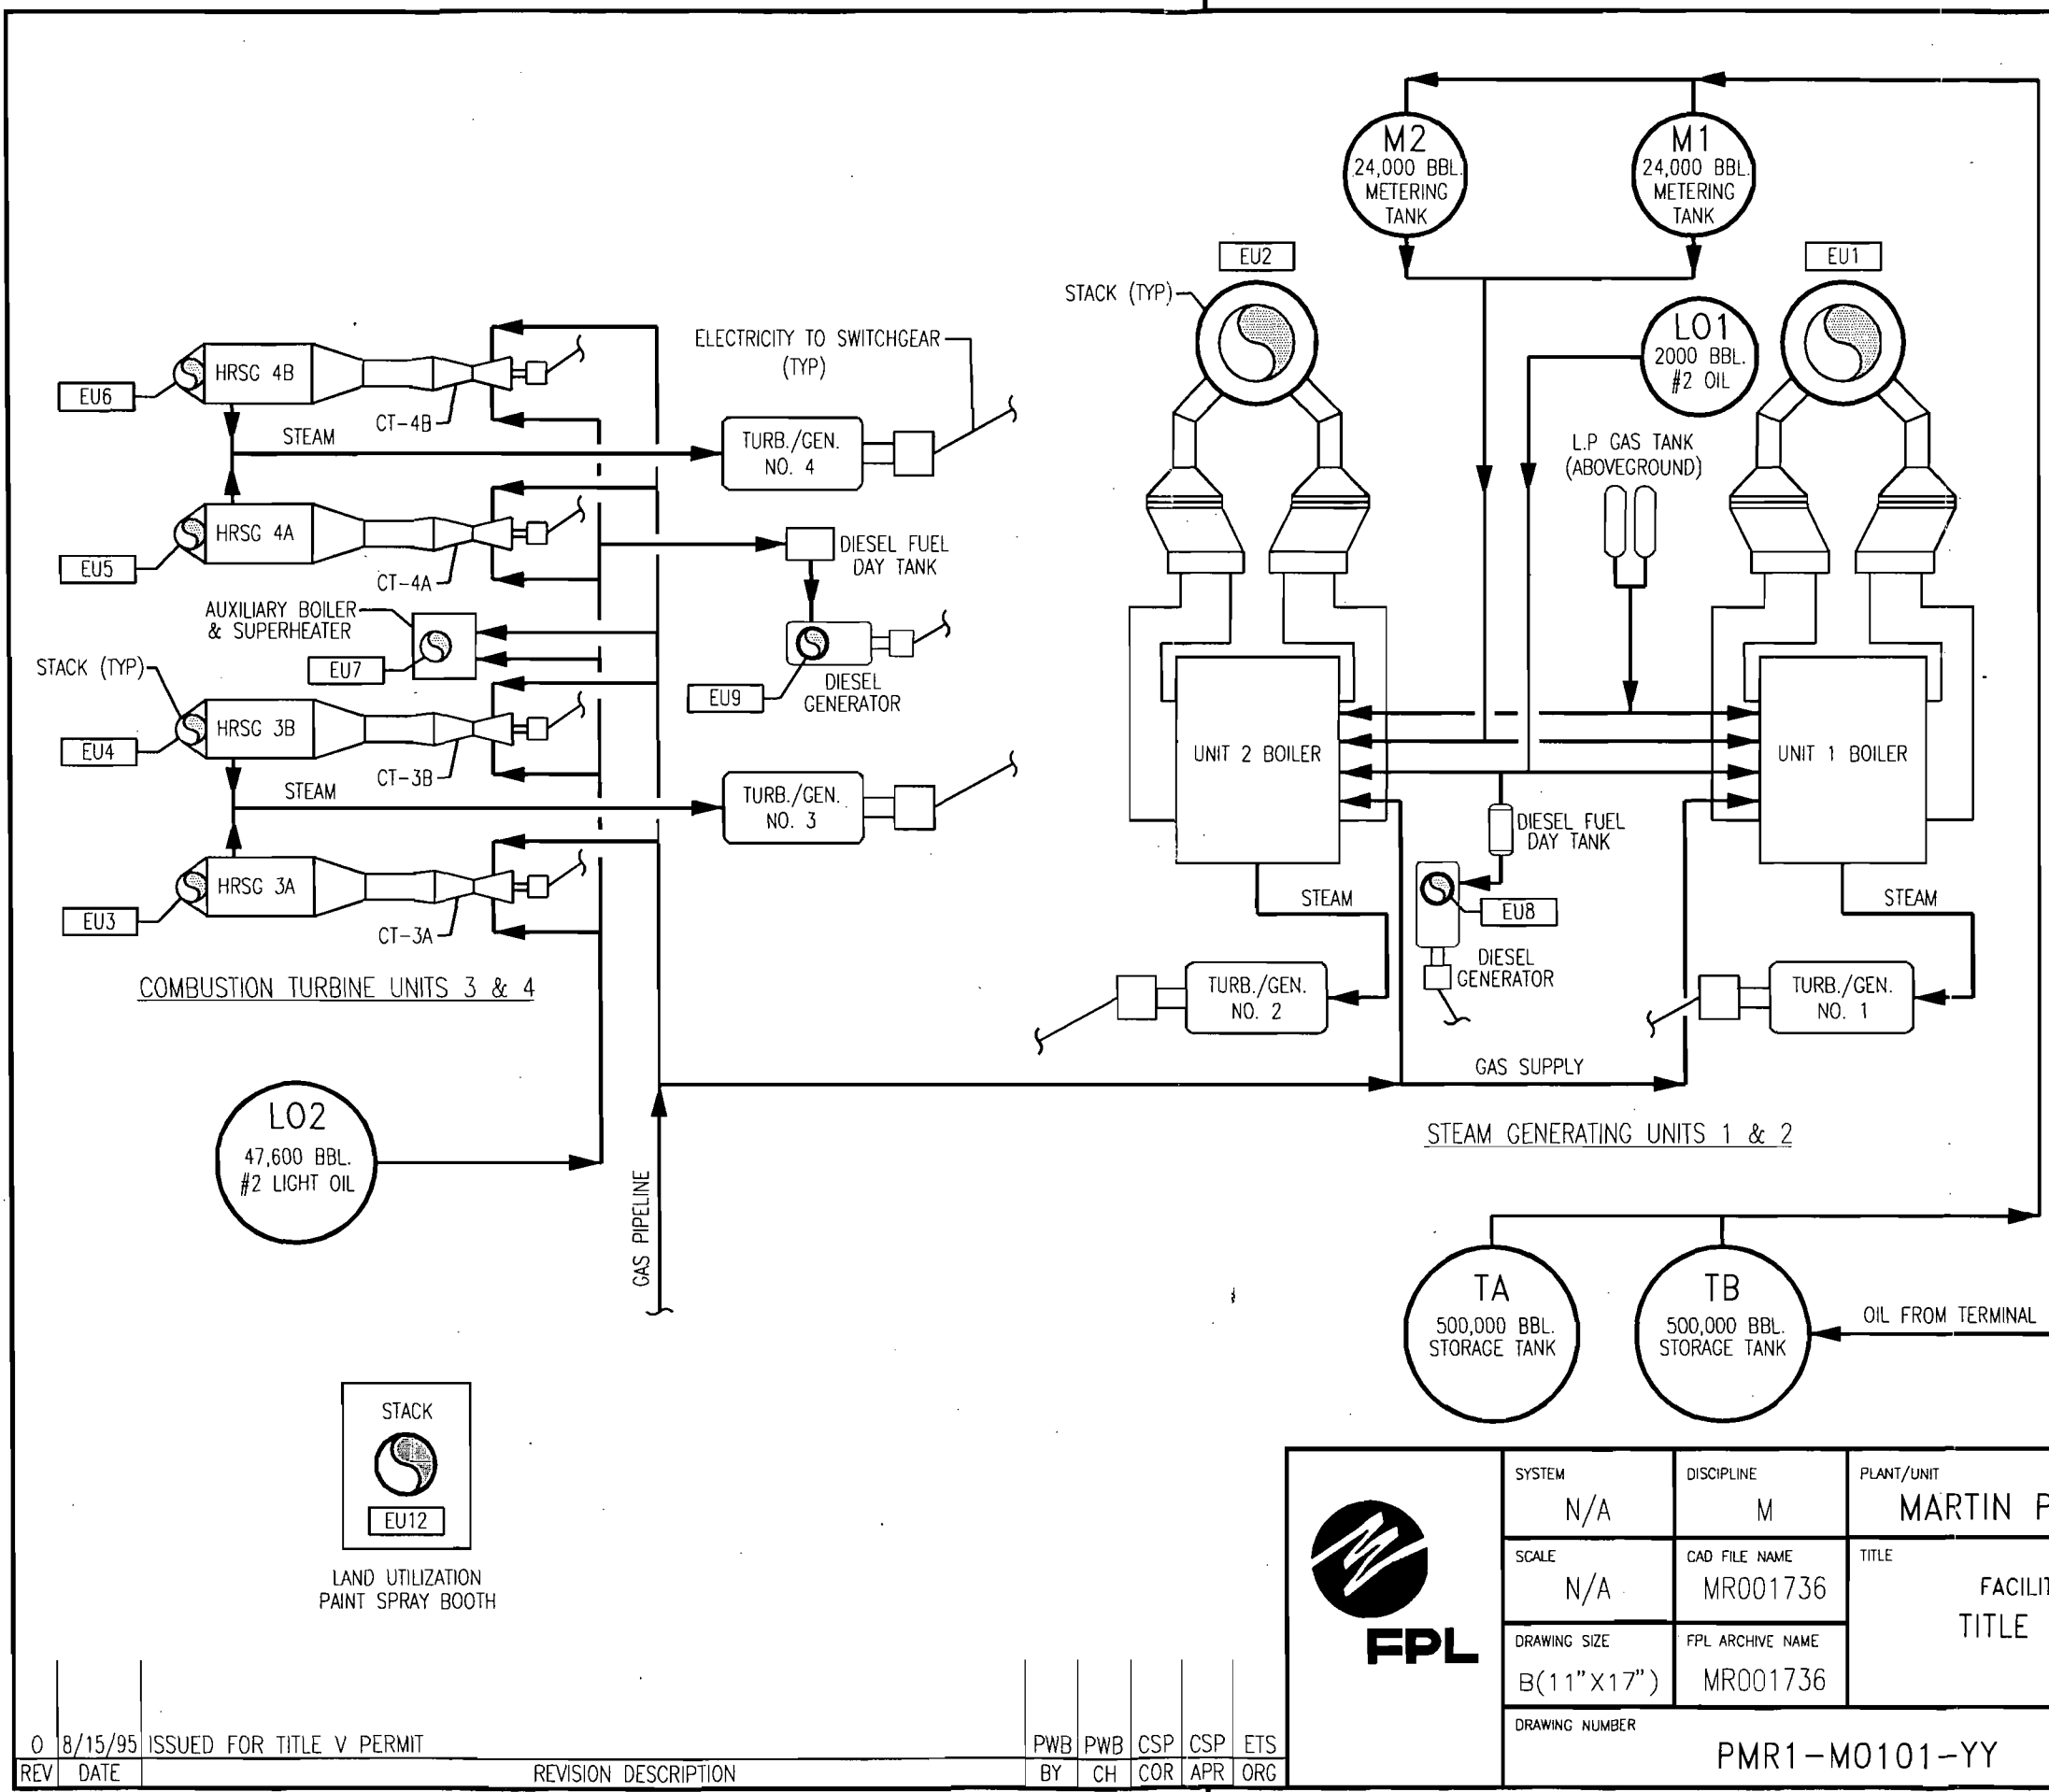 M2
24,000 BBL.
METERING
TANK
M1
24,000 BBL.
METERING
TANK
EU2
EU1
STACK (TYP)
LO1
2000 BBL.
#2 OIL
ELECTRICITY TO SWITCHGEAR
(TYP)
HRSG 4B
EU6
CT-4B
STEAM
TURB./GEN.
NO. 4
L.P GAS TANK
(ABOVEGROUND)
HRSG 4A
EU5
CT-4A
DIESEL FUEL
DAY TANK
AUXILIARY BOILER
& SUPERHEATER
EU7
STACK (TYP)
EU9
DIESEL
GENERATOR
HRSG 3B
EU4
CT-3B
STEAM
TURB./GEN.
NO. 3
UNIT 2 BOILER
UNIT 1 BOILER
DIESEL FUEL
DAY TANK
HRSG 3A
EU3
CT-3A
STEAM
EU8
STEAM
DIESEL
GENERATOR
COMBUSTION TURBINE UNITS 3 & 4
TURB./GEN.
NO. 2
TURB./GEN.
NO. 1
GAS SUPPLY
LO2
47,600 BBL.
#2 LIGHT OIL
GAS PIPELINE
STEAM GENERATING UNITS 1 & 2
TA
500,000 BBL.
STORAGE TANK
TB
500,000 BBL.
STORAGE TANK
OIL FROM TERMINAL
STACK
EU12
LAND UTILIZATION
PAINT SPRAY BOOTH
FPL
SYSTEM
N/A
DISCIPLINE
M
PLANT/UNIT
MARTIN P
SCALE
N/A
CAD FILE NAME
MR001736
TITLE
FACILIT
TITLE
DRAWING SIZE
B(11"X17")
FPL ARCHIVE NAME
MR001736
DRAWING NUMBER
PMR1-M0101-YY
0 8/15/95 ISSUED FOR TITLE V PERMIT PWB PWB CSP CSP ETS
REV DATE REVISION DESCRIPTION BY CH COR APR ORG